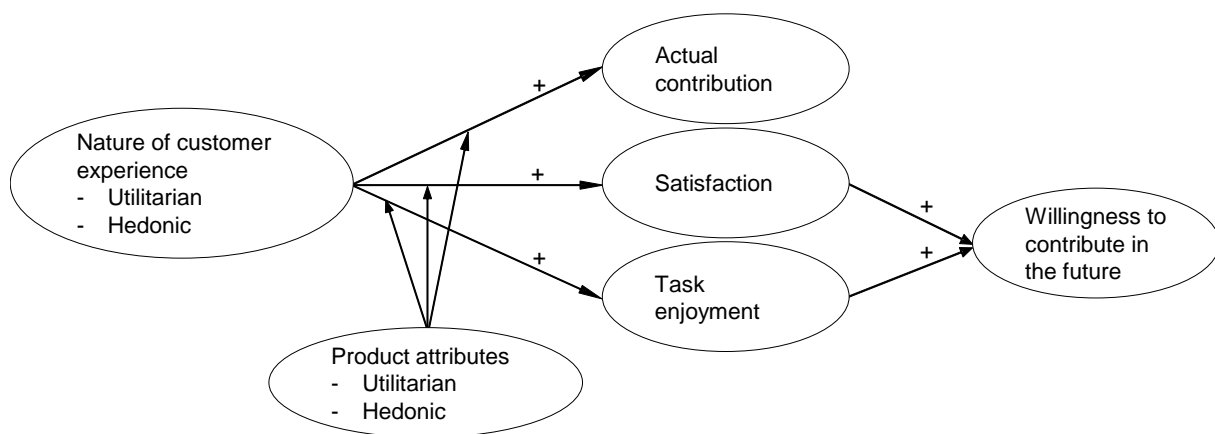 Actual
contribution
+
Nature of customer
experience
- Utilitarian
- Hedonic
+
Satisfaction
+
Willingness to
contribute in
the future
+
+
Task
enjoyment
Product attributes
- Utilitarian
- Hedonic